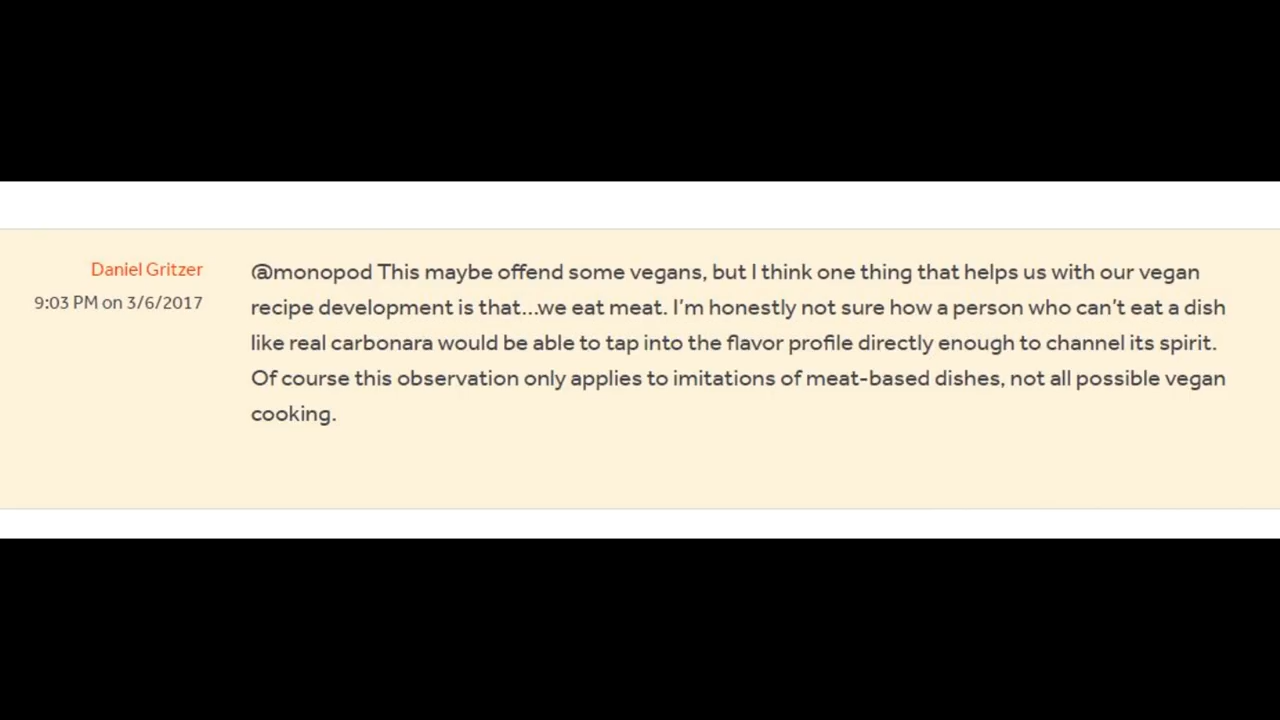 Daniel Gritzer
9:03 PM on 3/6/2017
@monopod This maybe offend some vegans, but I think one thing that helps us with our vegan
recipe development is that...we eat meat. I'm honestly not sure how a person who can't eat a dish
like real carbonara would be able to tap into the flavor profile directly enough to channel its spirit.
Of course this observation only applies to imitations of meat-based dishes, not all possible vegan
cooking.